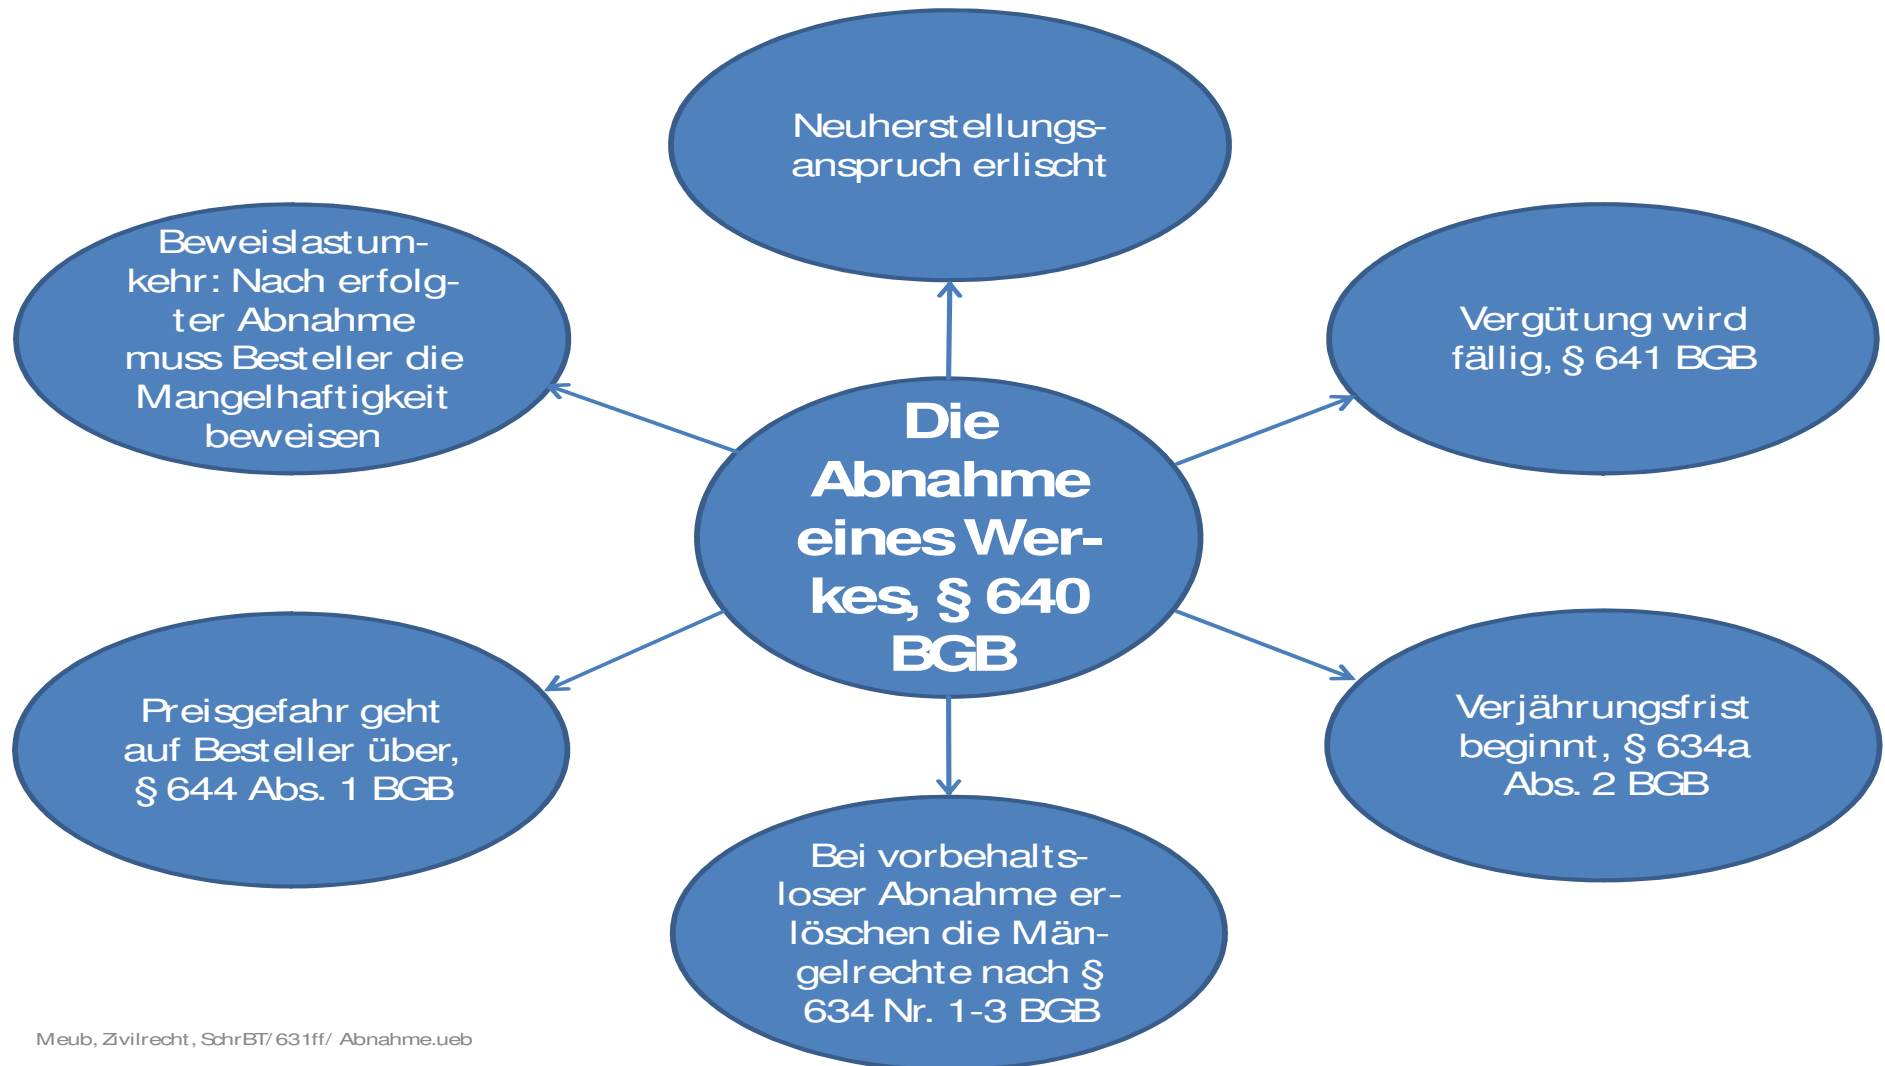 Neuherstellungs-
anspruch erlischt
Beweislastum-
kehr: Nach erfolg-
ter Abnahme
muss Besteller die
Mangelhaftigkeit
beweisen
Vergütung wird
fällig, § 641 BGB
Die
Abnahme
eines Wer-
kes, § 640
BGB
Preisgefahr geht
auf Besteller über,
§ 644 Abs. 1 BGB
Verjährungsfrist
beginnt, § 634a
Abs. 2 BGB
Bei vorbehalts-
loser Abnahme er-
löschen die Män-
gelrechte nach §
634 Nr. 1-3 BGB
Meub, Zivilrecht, SchrBT/631ff/ Abnahme.ueb